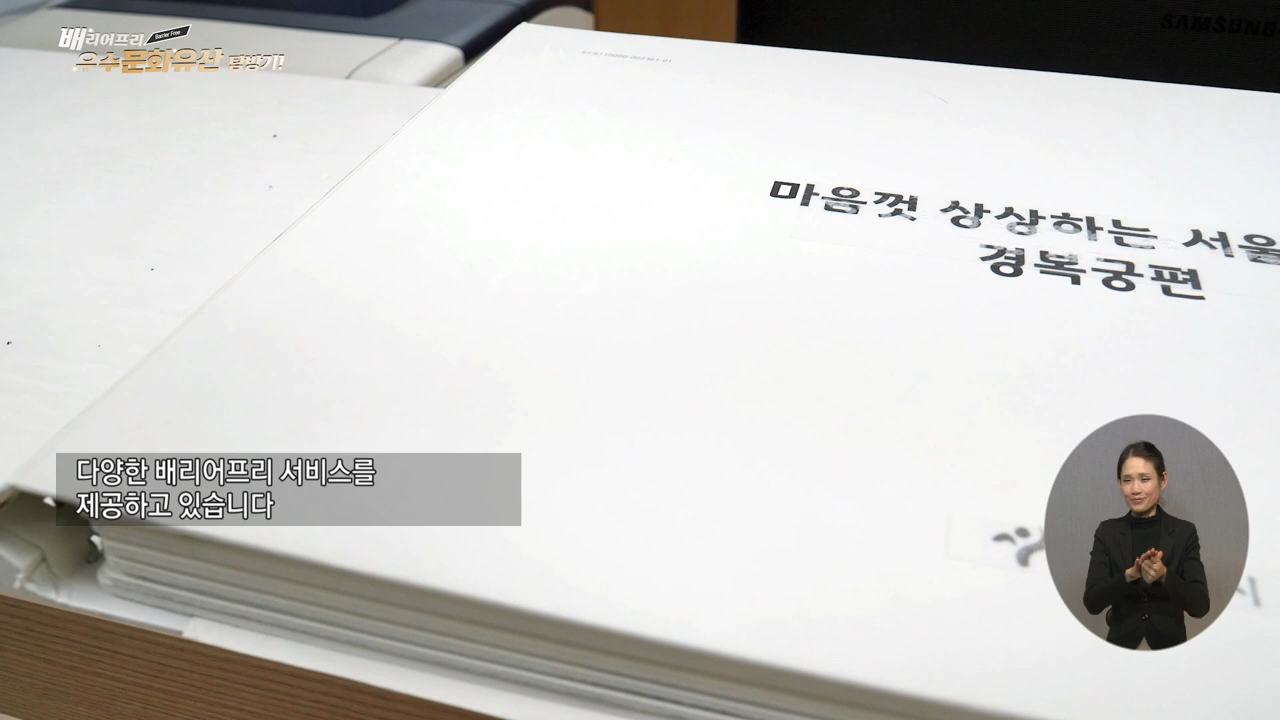 배리어프리 Barrier Free
우수문화유산 탐방기!
SAMSUNG
마음껏 상상하는 서울
경복궁편
다양한 배리어프리 서비스를
제공하고 있습니다
시